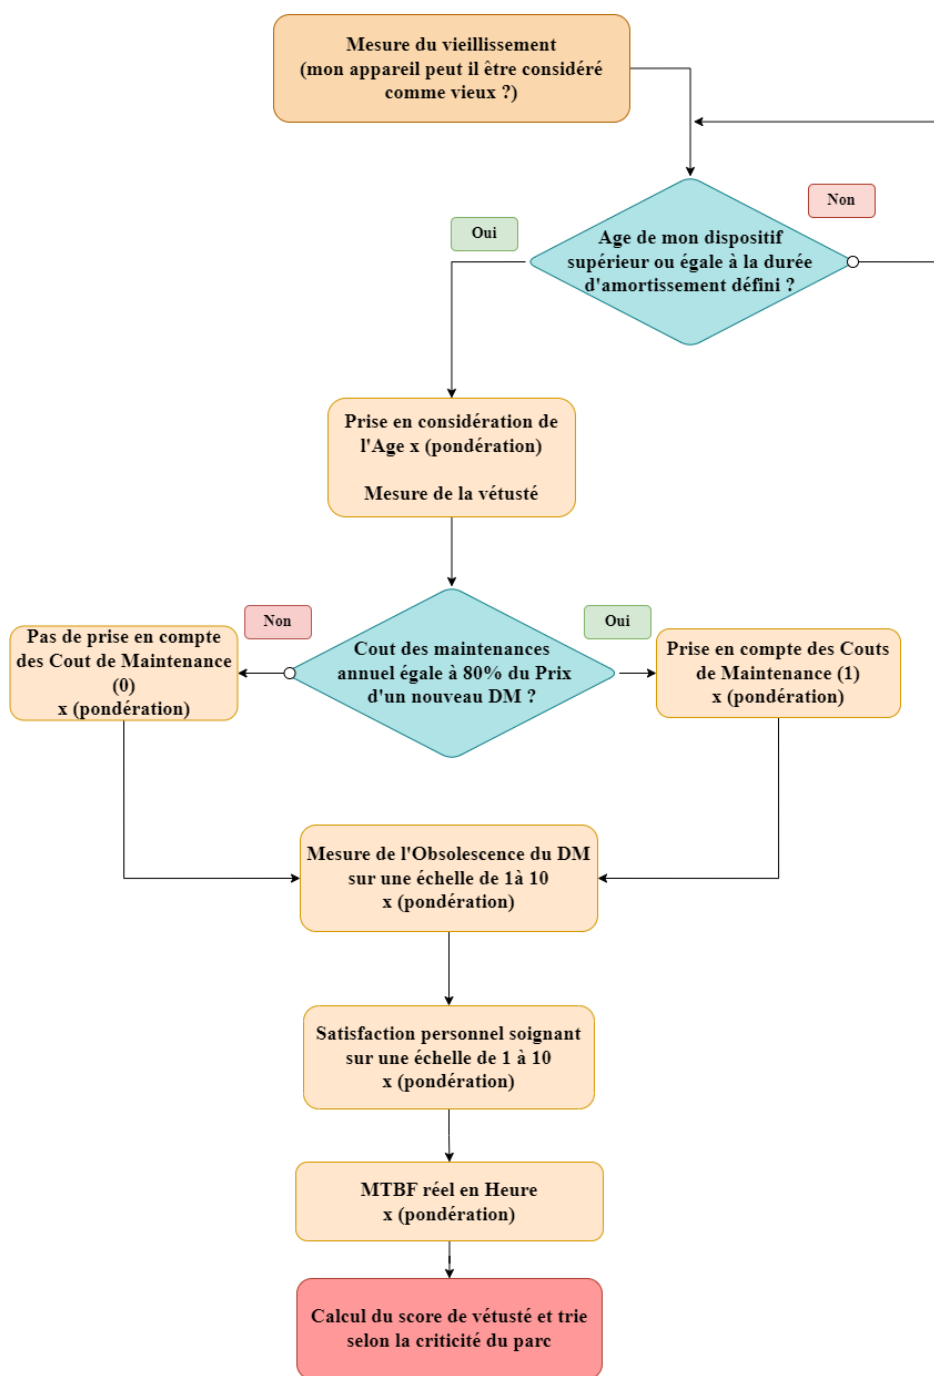 Mesure du vieillissement
(mon appareil peut il être considéré
comme vieux ?)
Non
Oui
Age de mon dispositif
supérieur ou égale à la durée
d'amortissement défini ?
Prise en considération de
l'Age x (pondération)
Mesure de la vétusté
Non
Oui
Pas de prise en compte
des Cout de Maintenance
(0)
x (pondération)
Cout des maintenances
annuel égale à 80% du Prix
d'un nouveau DM ?
Prise en compte des Couts
de Maintenance (1)
x (pondération)
Mesure de l'Obsolescence du DM
sur une échelle de 1à 10
x (pondération)
Satisfaction personnel soignant
sur une échelle de 1 à 10
x (pondération)
MTBF réel en Heure
x (pondération)
Calcul du score de vétusté et trie
selon la criticité du parc